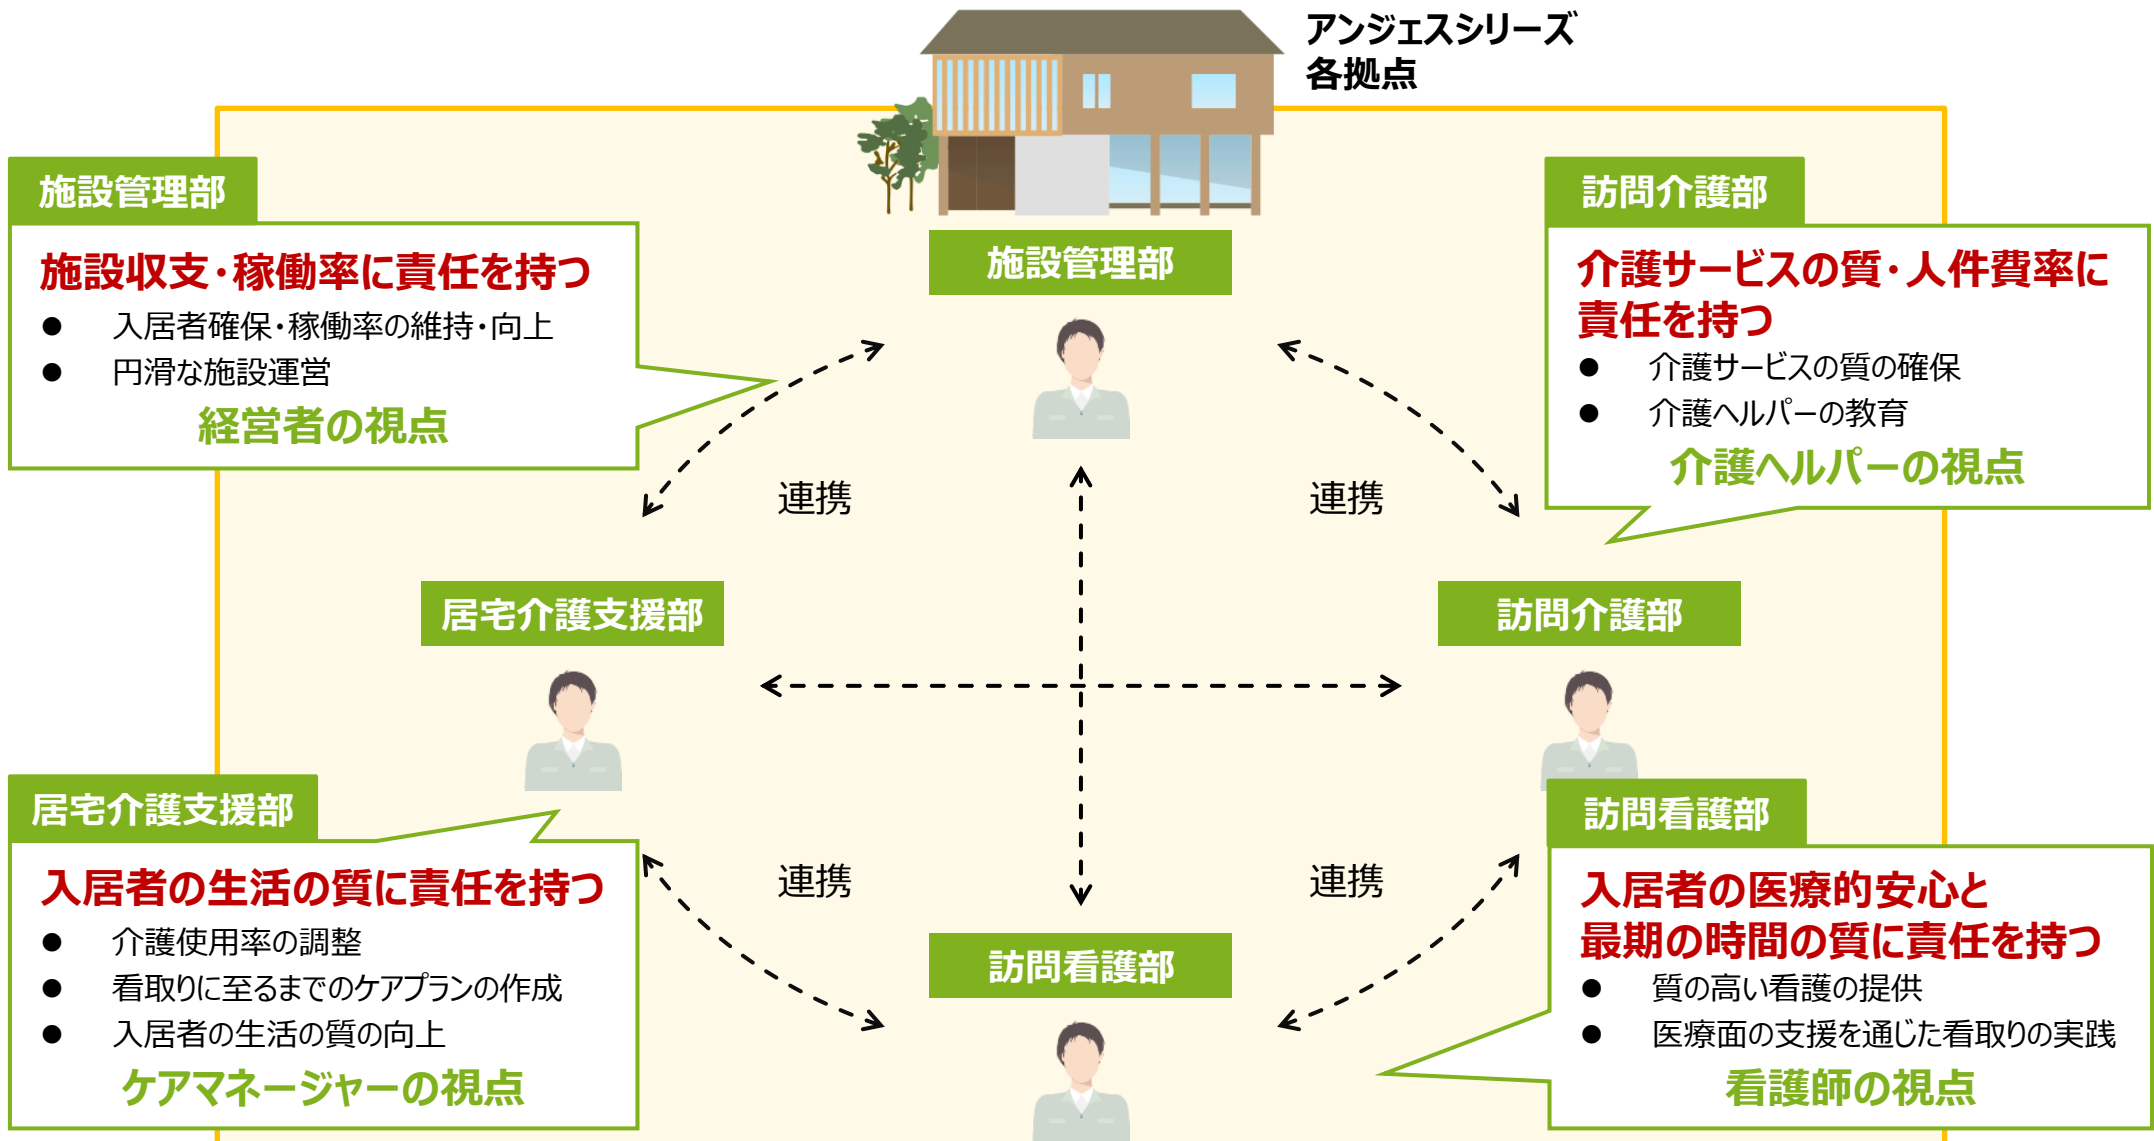 アンジェスシリーズ
各拠点
施設管理部
施設収支・稼働率に責任を持つ
● 入居者確保・稼働率の維持・向上
● 円滑な施設運営
経営者の視点
訪問介護部
介護サービスの質・人件費率に
責任を持つ
● 介護サービスの質の確保
● 介護ヘルパーの教育
介護ヘルパーの視点
施設管理部
連携
連携
居宅介護支援部
訪問介護部
連携
連携
訪問看護部
居宅介護支援部
入居者の生活の質に責任を持つ
● 介護使用率の調整
● 看取りに至るまでのケアプランの作成
● 入居者の生活の質の向上
ケアマネージャーの視点
訪問看護部
入居者の医療的安心と
最期の時間の質に責任を持つ
● 質の高い看護の提供
● 医療面の支援を通じた看取りの実践
看護師の視点